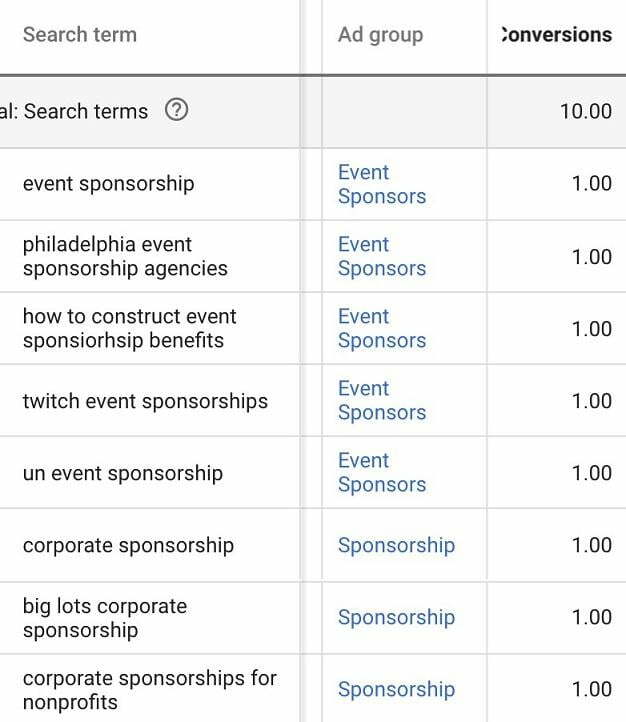 Search term Ad group Conversions
al: Search terms ? 10.00
event sponsorship Event 1.00
Sponsors
philadelphia event Event 1.00
sponsorship agencies Sponsors
how to construct event Event 1.00
sponsiorhsip benefits Sponsors
twitch event sponsorships Event 1.00
Sponsors
un event sponsorship Event 1.00
Sponsors
corporate sponsorship Sponsorship 1.00
big lots corporate Sponsorship 1.00
sponsorship
corporate sponsorships for Sponsorship 1.00
nonprofits